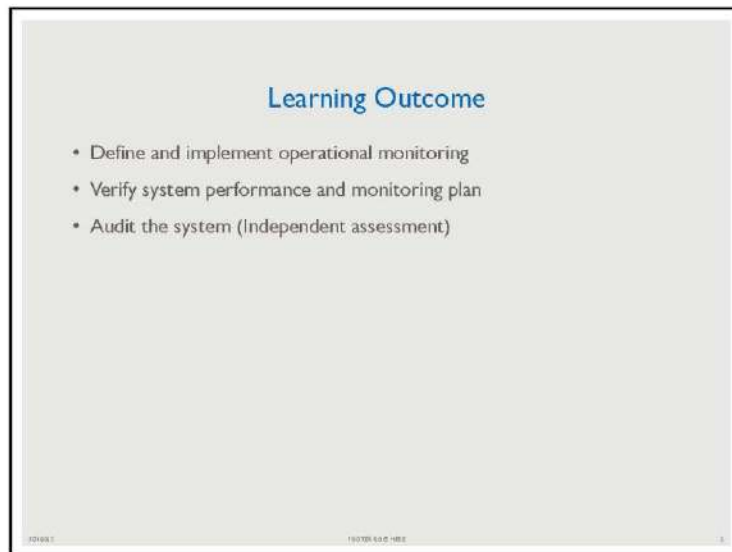 Learning Outcome
• Define and implement operational monitoring
• Verify system performance and monitoring plan
• Audit the system (Independent assessment)